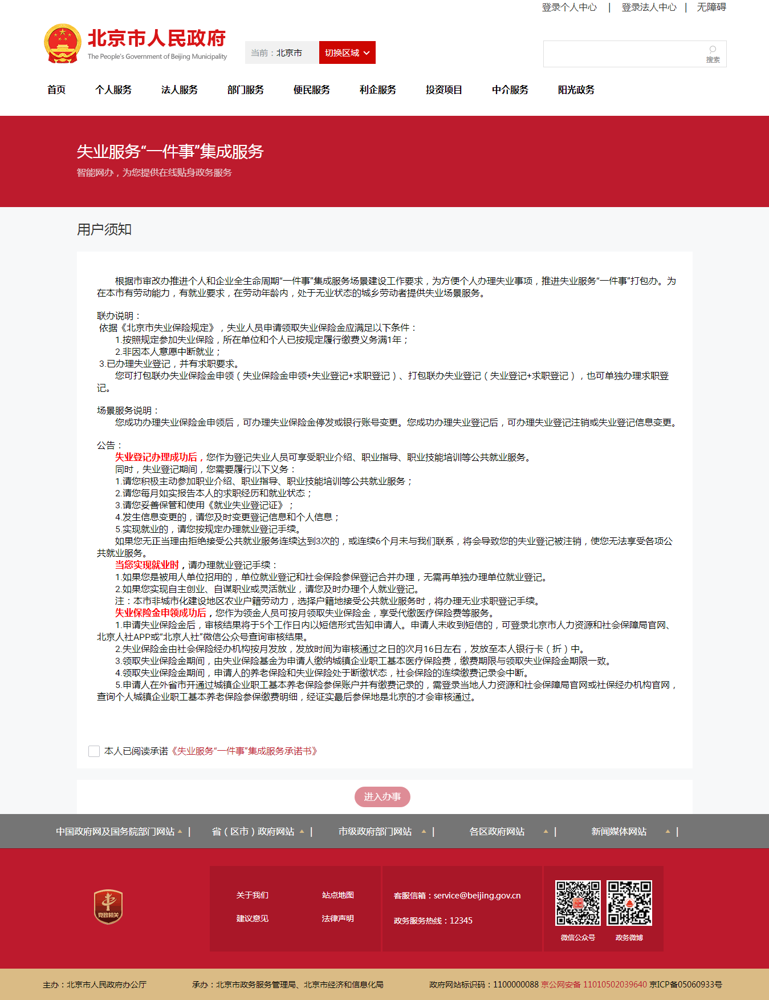 登录个人中心 | 登录法人中心 | 无障碍
北京市人民政府
The People's Government of Beijing Municipality
当前：北京市 切换区域
搜索
首页 个人服务 法人服务 部门服务 便民服务 利企服务 投资项目 中介服务 阳光政务
失业服务“一件事”集成服务
智能网办，为您提供在线贴身政务服务
用户须知
根据市审改办推进个人和企业全生命周期“一件事”集成服务场景建设工作要求，为方便个人办理失业事项，推进失业服务“一件事”打包办。为
在本市有劳动能力，有就业要求，在劳动年龄内，处于无业状态的城乡劳动者提供失业场景服务。
联办说明：
依据《北京市失业保险规定》，失业人员申请领取失业保险金应满足以下条件：
1.按照规定参加失业保险，所在单位和个人已按规定履行缴费义务满1年；
2.非因本人意愿中断就业；
3.已办理失业登记，并有求职要求。
您可打包联办失业保险金申领（失业保险金申领+失业登记+求职登记）、打包联办失业登记（失业登记+求职登记），也可单独办理求职登
记。
场景服务说明：
您成功办理失业保险金申领后，可办理失业保险金停发或银行账号变更。您成功办理失业登记后，可办理失业登记注销或失业登记信息变更。
公告：
失业登记办理成功后，您作为登记失业人员可享受职业介绍、职业指导、职业技能培训等公共就业服务。
同时，失业登记期间，您需要履行以下义务：
1.请您积极主动参加职业介绍、职业指导、职业技能培训等公共就业服务；
2.请您每月如实报告本人的求职经历和就业状态；
3.请您妥善保管和使用《就业失业登记证》；
4.发生信息变更的，请您及时变更登记信息和个人信息；
5.实现就业的，请您按规定办理就业登记手续。
如果您无正当理由拒绝接受公共就业服务连续达到3次的，或连续6个月未与我们联系，将会导致您的失业登记被注销，使您无法享受各项公
共就业服务。
当您实现就业时，请办理就业登记手续：
1.如果您是被用人单位招用的，单位就业登记和社会保险参保登记合并办理，无需再单独办理单位就业登记。
2.如果您实现自主创业、自谋职业或灵活就业，请您及时办理个人就业登记。
注：本市非城市化建设地区农业户籍劳动力，选择户籍地接受公共就业服务时，将办理无业求职登记手续。
失业保险金申领成功后，您作为领金人员可按月领取失业保险金，享受代缴医疗保险费等服务。
1.申请失业保险金后，审核结果将于5个工作日内以短信形式告知申请人。申请人未收到短信的，可登录北京市人力资源和社会保障局官网、
北京人社APP或“北京人社”微信公众号查询审核结果。
2.失业保险金由社会保险经办机构按月发放，发放时间为审核通过之日的次月16日左右，发放至本人银行卡（折）中。
3.领取失业保险金期间，由失业保险基金为申请人缴纳城镇企业职工基本医疗保险费，缴费期限与领取失业保险金期限一致。
4.领取失业保险金期间，申请人的养老保险和失业保险处于断缴状态，社会保险的连续缴费记录会中断。
5.申请人在外省市开通过城镇企业职工基本养老保险参保账户并有缴费记录的，需登录当地人力资源和社会保障局官网或社保经办机构官网，
查询个人城镇企业职工基本养老保险参保缴费明细，经证实最后参保地是北京的才会审核通过。
本人已阅读承诺《失业服务“一件事”集成服务承诺书》
进入办事
中国政府网及国务院部门网站 | 省（区市）政府网站 | 市级政府部门网站 | 各区政府网站 | 新闻媒体网站 |
党政机关
关于我们 站点地图
建议意见 法律声明
客服信箱：service@beijing.gov.cn
政务服务热线：12345
微信公众号 政务微博
主办：北京市人民政府办公厅 承办：北京市政务服务管理局、北京市经济和信息化局 政府网站标识码：1100000088 京公网安备 11010502039640 京ICP备05060933号